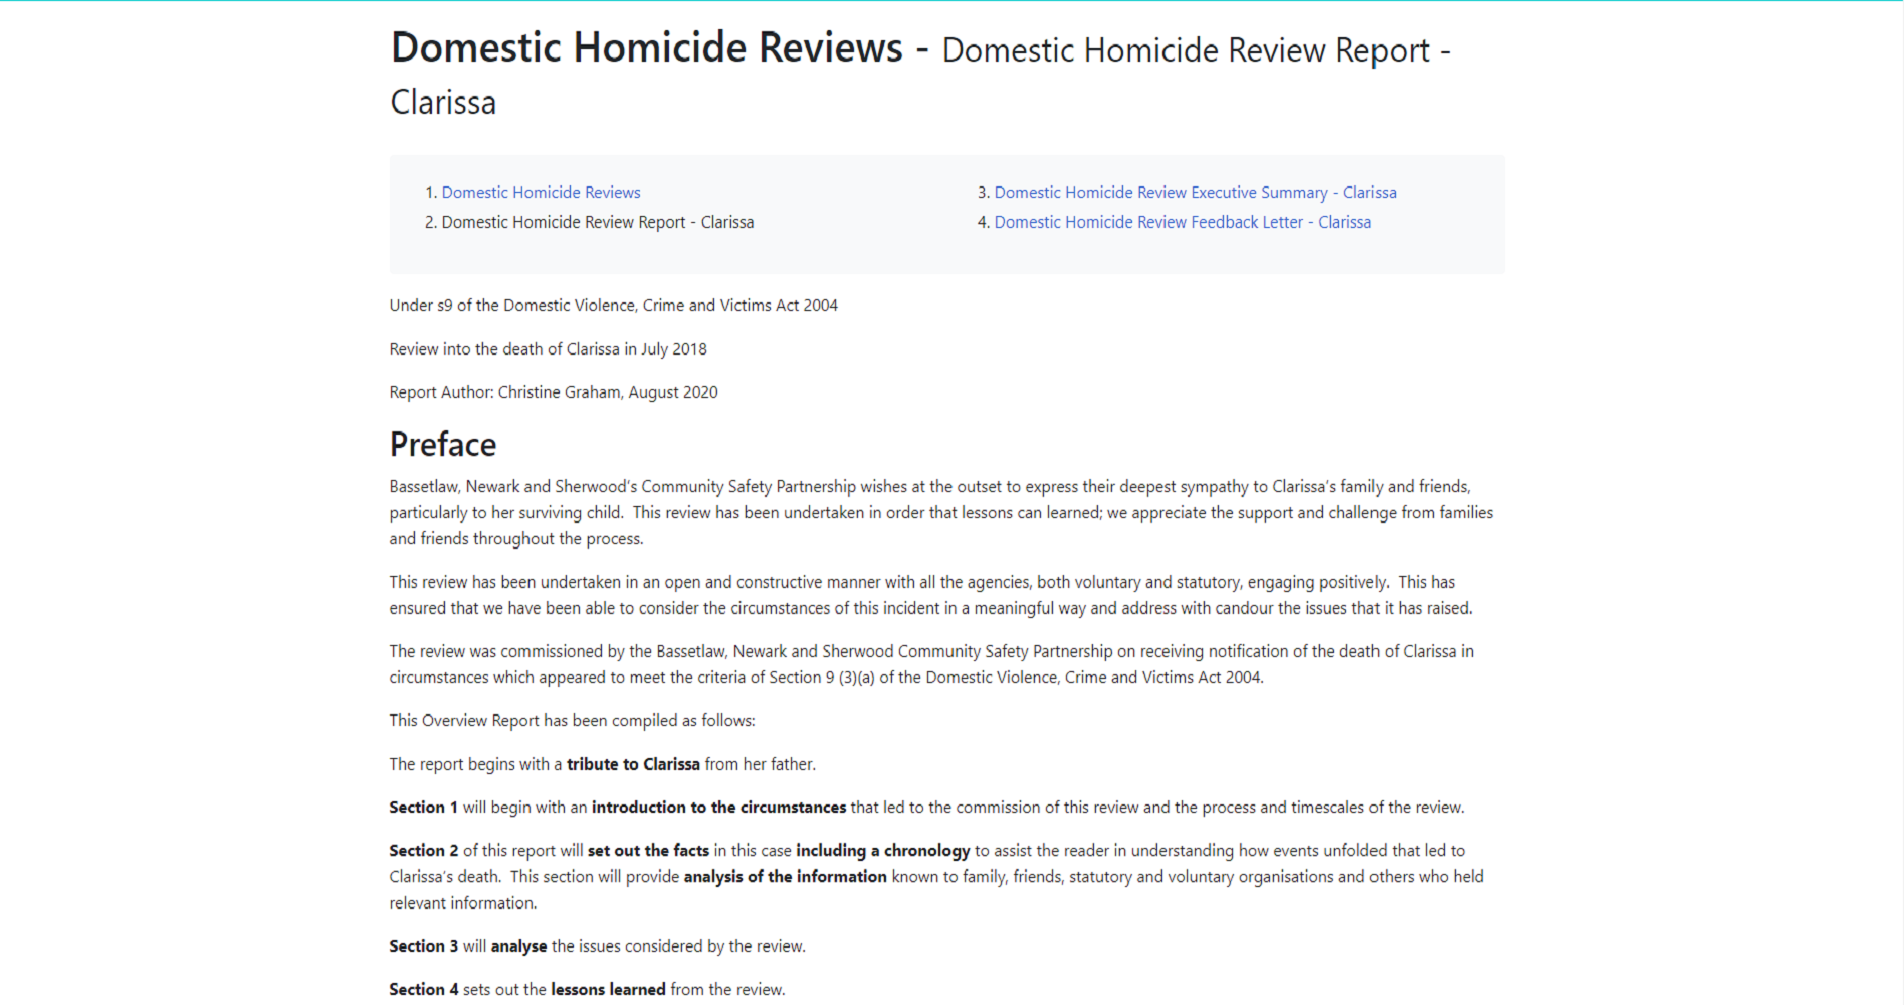 Domestic Homicide Reviews - Domestic Homicide Review Report -
Clarissa
1. Domestic Homicide Reviews
2. Domestic Homicide Review Report - Clarissa
3. Domestic Homicide Review Executive Summary - Clarissa
4. Domestic Homicide Review Feedback Letter - Clarissa
Under s9 of the Domestic Violence, Crime and Victims Act 2004
Review into the death of Clarissa in July 2018
Report Author: Christine Graham, August 2020
Preface
Bassetlaw, Newark and Sherwood's Community Safety Partnership wishes at the outset to express their deepest sympathy to Clarissa's family and friends,
particularly to her surviving child.  This review has been undertaken in order that lessons can learned; we appreciate the support and challenge from families
and friends throughout the process.
This review has been undertaken in an open and constructive manner with all the agencies, both voluntary and statutory, engaging positively.  This has
ensured that we have been able to consider the circumstances of this incident in a meaningful way and address with candour the issues that it has raised.
The review was commissioned by the Bassetlaw, Newark and Sherwood Community Safety Partnership on receiving notification of the death of Clarissa in
circumstances which appeared to meet the criteria of Section 9 (3)(a) of the Domestic Violence, Crime and Victims Act 2004.
This Overview Report has been compiled as follows:
The report begins with a tribute to Clarissa from her father.
Section 1 will begin with an introduction to the circumstances that led to the commission of this review and the process and timescales of the review.
Section 2 of this report will set out the facts in this case including a chronology to assist the reader in understanding how events unfolded that led to
Clarissa's death.  This section will provide analysis of the information known to family, friends, statutory and voluntary organisations and others who held
relevant information.
Section 3 will analyse the issues considered by the review.
Section 4 sets out the lessons learned from the review.